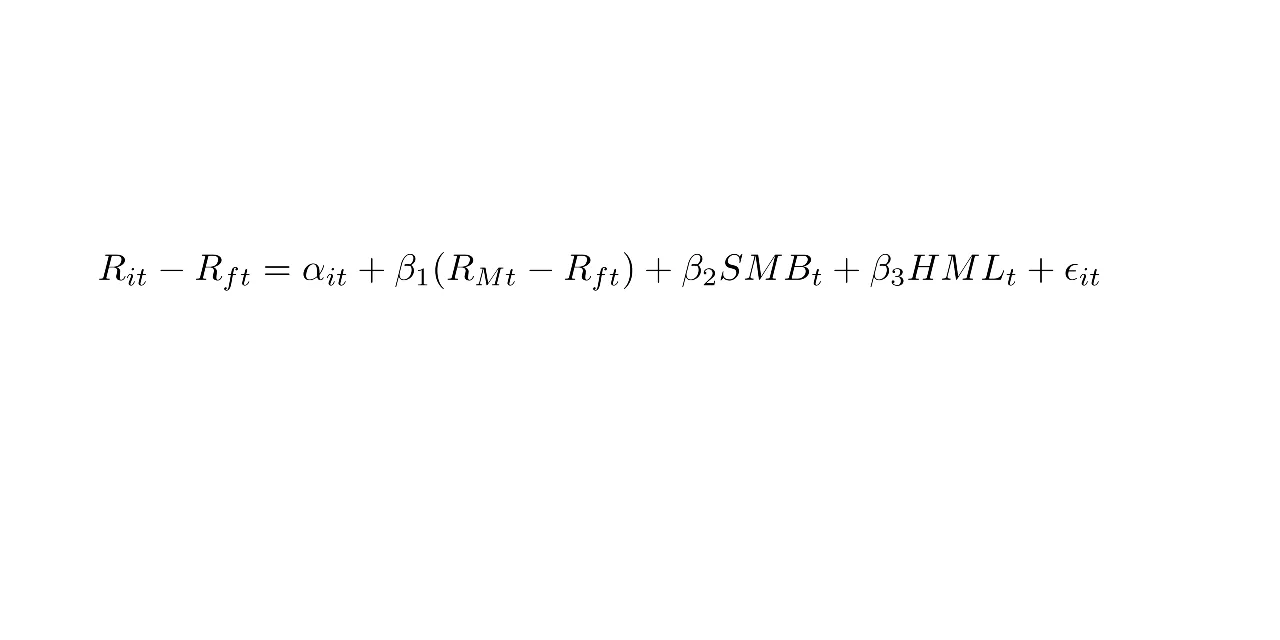 $R_{it} - R_{ft} = \alpha_{it} + \beta_1(R_{Mt} - R_{ft}) + \beta_2 SMB_t + \beta_3 HML_t + \epsilon_{it}$